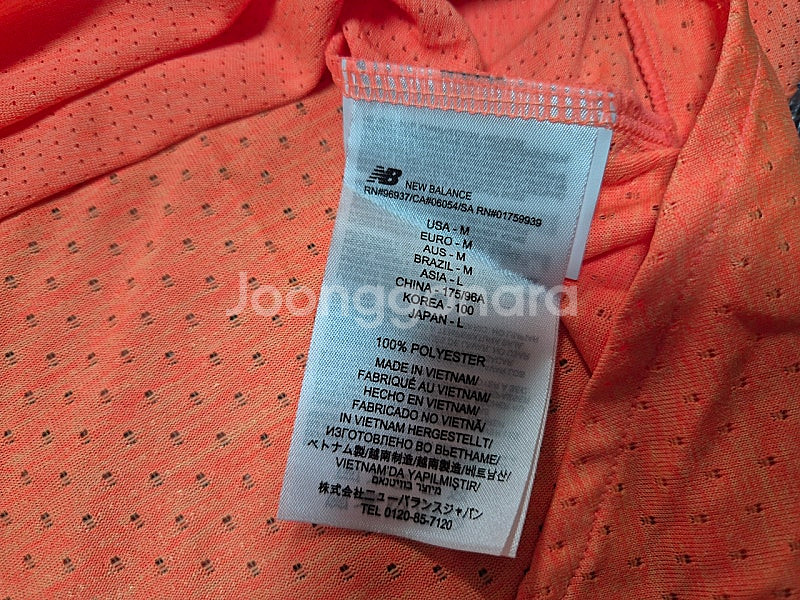 NB NEW BALANCE
RN#96937/CA#06054/SA RN#01759939
USA - M
EURO - M
AUS - M
BRAZIL - M
ASIA - L
CHINA - 175/96A
KOREA - 100
JAPAN - L
Joonggonara
100% POLYESTER
MADE IN VIETNAM/
FABRIQUÉ AU VIETNAM/
HECHO EN VIETNAM/
FABRICADO NO VIETNÃ/
IN VIETNAM HERGESTELLT/
ИЗГОТОВЛЕНО ВО ВЬЕТНАМЕ/
ベトナム製/越南制造/越南製造/베트남산/
VIETNAM'DA YAPILMIŞTIR/
מיוצר בווייטנאם
株式会社ニューバランスジャパン
TEL 0120-85-7120